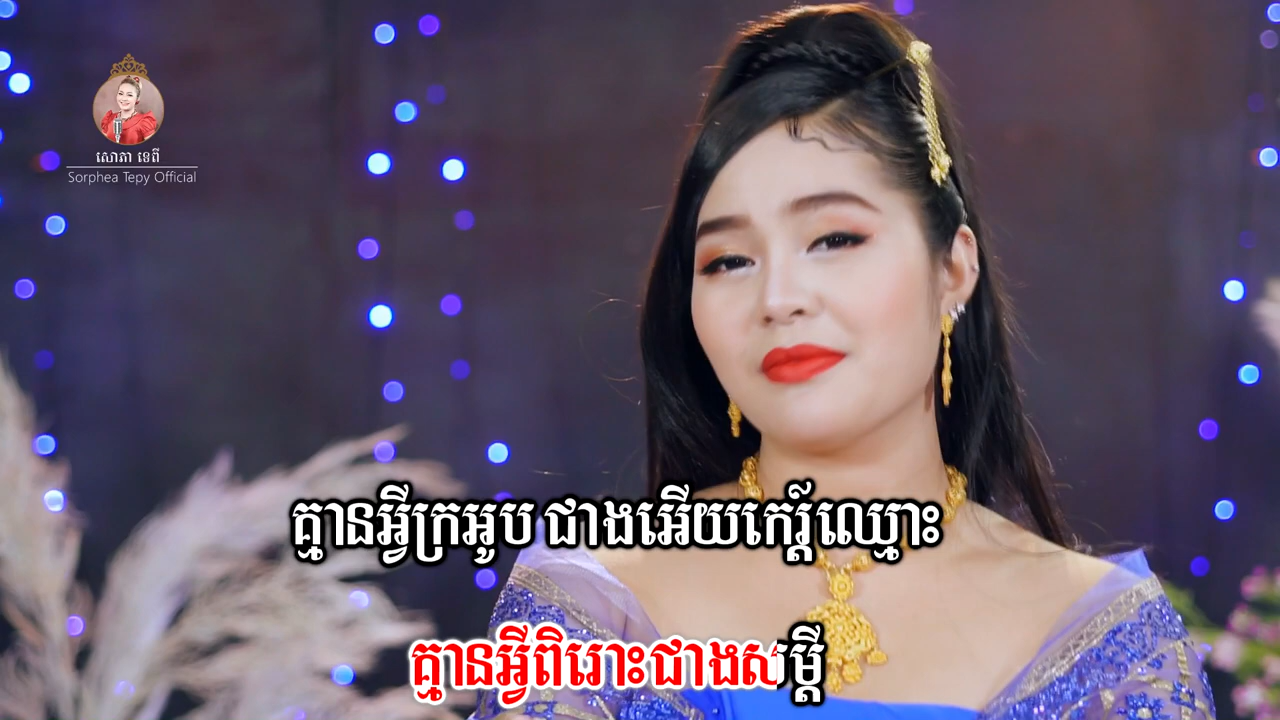 សោភា ទេពី
Sorphea Tepy Official
គ្មានអ្វីក្រអូប ជាងអើយកេរ្ត៍ឈ្មោះ
គ្មានអ្វីពិរោះជាងសម្ដី